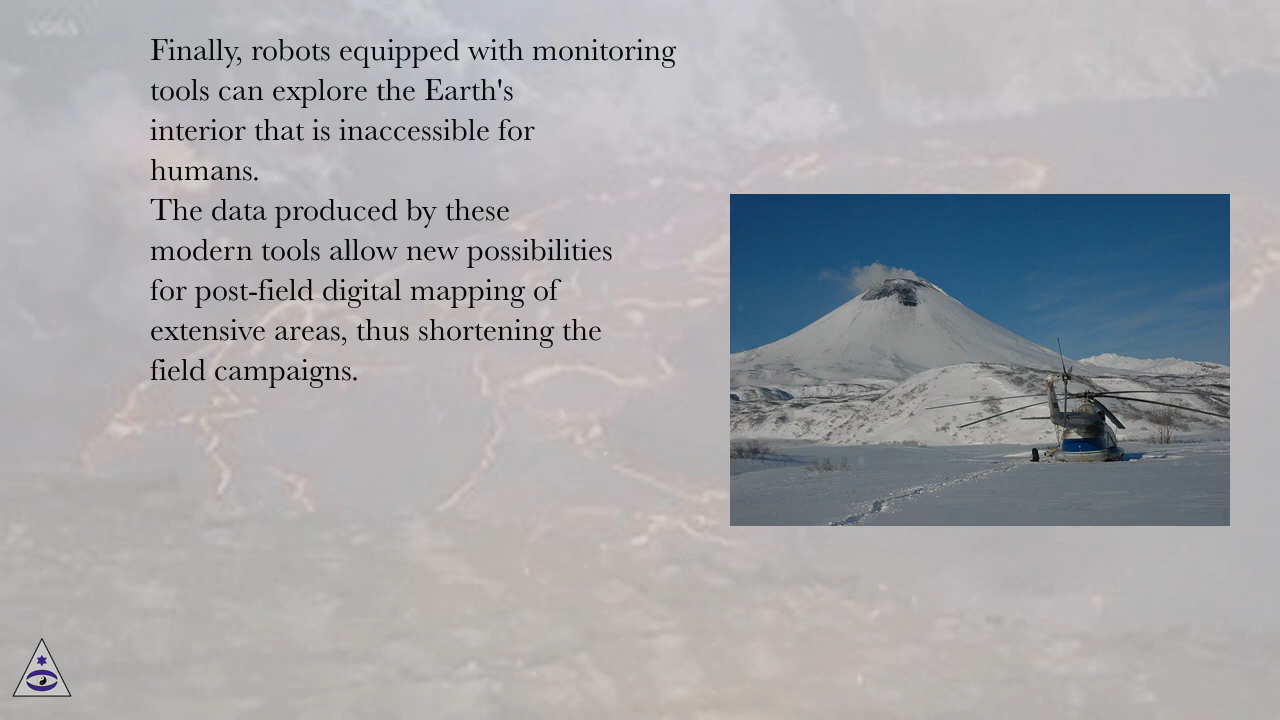 Finally, robots equipped with monitoring
tools can explore the Earth's
interior that is inaccessible for
humans.
The data produced by these
modern tools allow new possibilities
for post-field digital mapping of
extensive areas, thus shortening the
field campaigns.